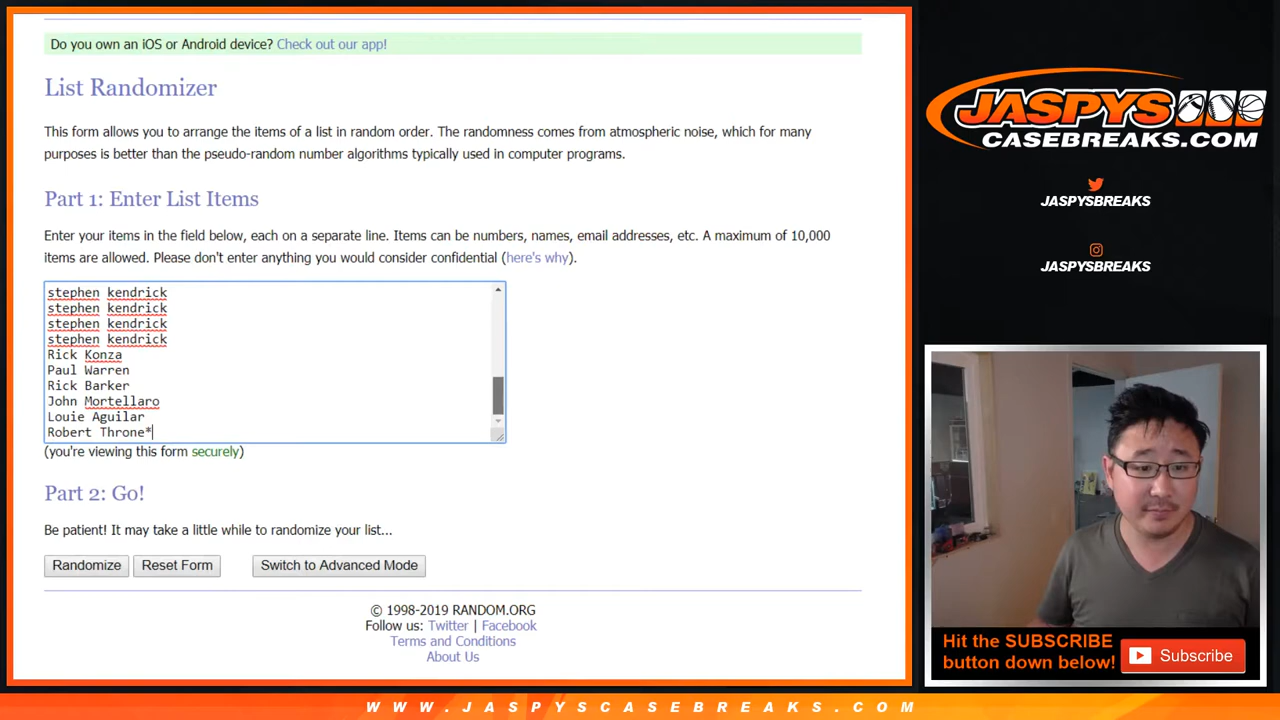 Do you own an iOS or Android device? Check out our app!
List Randomizer
This form allows you to arrange the items of a list in random order. The randomness comes from atmospheric noise, which for many
purposes is better than the pseudo-random number algorithms typically used in computer programs.
Part 1: Enter List Items
Enter your items in the field below, each on a separate line. Items can be numbers, names, email addresses, etc. A maximum of 10,000
items are allowed. Please don't enter anything you would consider confidential (here's why).
stephen kendrick
stephen kendrick
stephen kendrick
stephen kendrick
Rick Konza
Paul Warren
Rick Barker
John Mortellaro
Louie Aguilar
Robert Throne*
(you're viewing this form securely)
Part 2: Go!
Be patient! It may take a little while to randomize your list...
Randomize
Reset Form
Switch to Advanced Mode
© 1998-2019 RANDOM.ORG
Follow us: Twitter | Facebook
Terms and Conditions
About Us
JASPYS
CASEBREAKS.COM
JASPYSBREAKS
JASPYSBREAKS
Hit the SUBSCRIBE
button down below!
Subscribe
WWW.JASPYSCASEBREAKS.COM